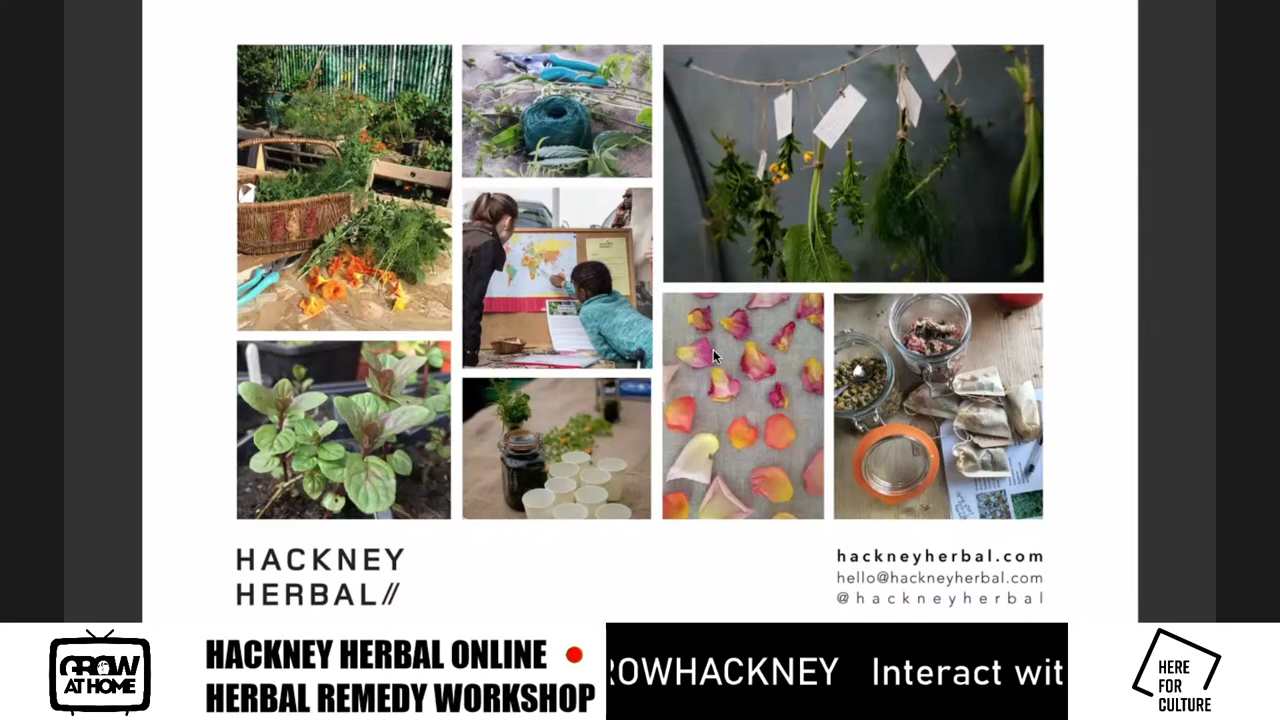 HACKNEY
HERBAL//
hackneyherbal.com
hello@hackneyherbal.com
@hackneyherbal
GROW
AT HOME
HACKNEY HERBAL ONLINE
HERBAL REMEDY WORKSHOP
ROWHACKNEY Interact wit
HERE
FOR
CULTURE